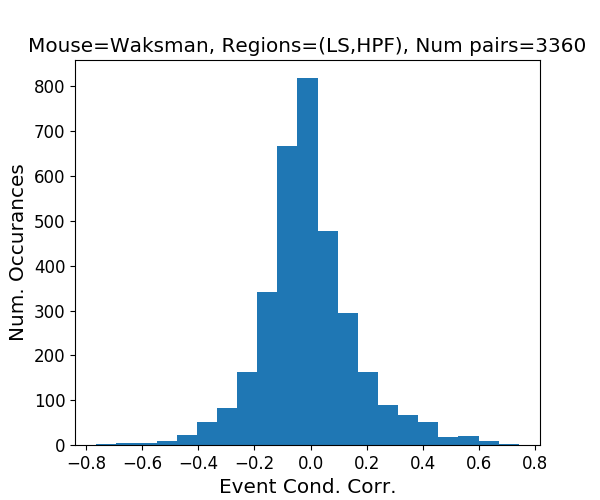 Mouse=Waksman, Regions=(LS,HPF), Num pairs=3360
800
700
600
500
400
300
200
100
0
Num. Occurances
−0.8 −0.6 −0.4 −0.2 0.0 0.2 0.4 0.6 0.8
Event Cond. Corr.